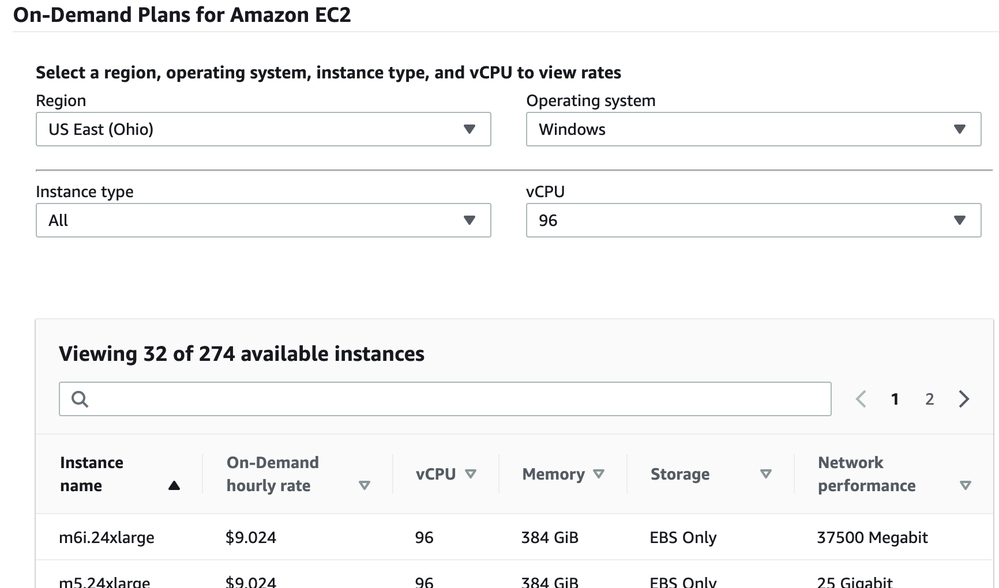 On-Demand Plans for Amazon EC2
Select a region, operating system, instance type, and vCPU to view rates
Region
Operating system
US East (Ohio)
Windows
Instance type
vCPU
All
96
Viewing 32 of 274 available instances
1 2
Instance name On-Demand hourly rate vCPU Memory Storage Network performance
m6i.24xlarge $9.024 96 384 GiB EBS Only 37500 Megabit
m5.24xlarge $9.024 96 384 GiB EBS Only 25 Gigabit